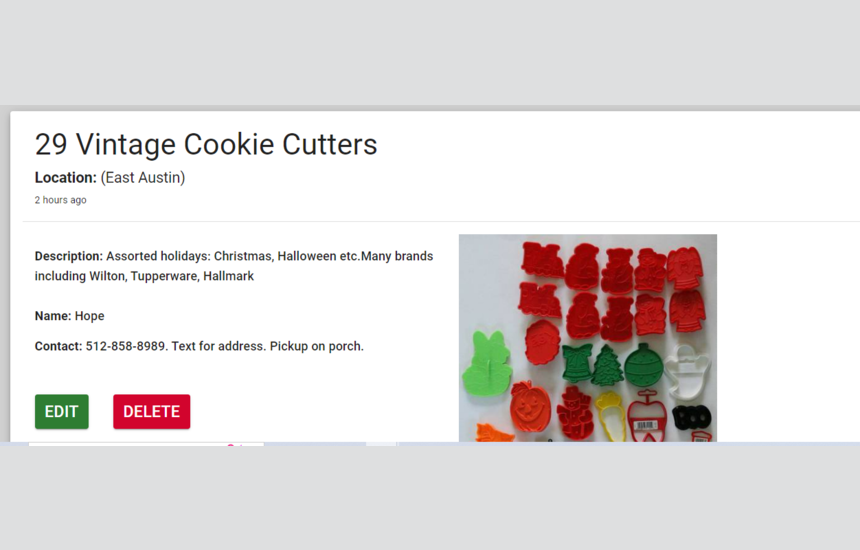 29 Vintage Cookie Cutters
Location: (East Austin)
2 hours ago
Description: Assorted holidays: Christmas, Halloween etc.Many brands
including Wilton, Tupperware, Hallmark
Name: Hope
Contact: 512-858-8989. Text for address. Pickup on porch.
EDIT
DELETE